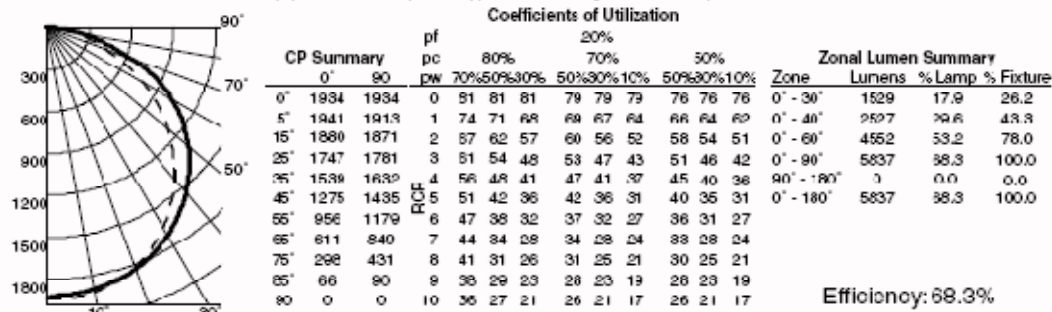 Coefficients of Utilization
90°
pf 20%
CP Summary pc 80% 70% 50% Zonal Lumen Summary
0° 90 pw 70%50%30% 50%30%10% 50%30%10% Zone Lumens % Lamp % Fixture
0° 1934 1934 0 81 81 81 79 79 79 76 76 76 0° - 30° 1529 17.9 26.2
5° 1941 1913 1 74 71 68 69 67 64 66 64 62 0° - 40° 2527 29.6 43.3
15° 1880 1871 2 67 62 57 60 56 52 58 54 51 0° - 60° 4552 53.2 78.0
25° 1747 1781 3 61 54 48 53 47 43 51 46 42 0° - 90° 5837 68.3 100.0
35° 1539 1632 4 56 48 41 47 41 37 45 40 36 90° - 180° 0 0.0 0.0
45° 1275 1435 5 51 42 36 42 36 31 40 35 31 0° - 180° 5837 68.3 100.0
55° 956 1179 6 47 38 32 37 32 27 36 31 27
65° 611 840 7 44 34 28 34 28 24 33 28 24
75° 298 431 8 41 31 26 31 25 21 30 25 21
85° 66 90 9 38 29 23 28 23 19 28 23 19
90 0 0 10 36 27 21 26 21 17 26 21 17
RCR
Efficiency: 68.3%
300
600
900
1200
1500
1800
70°
50°